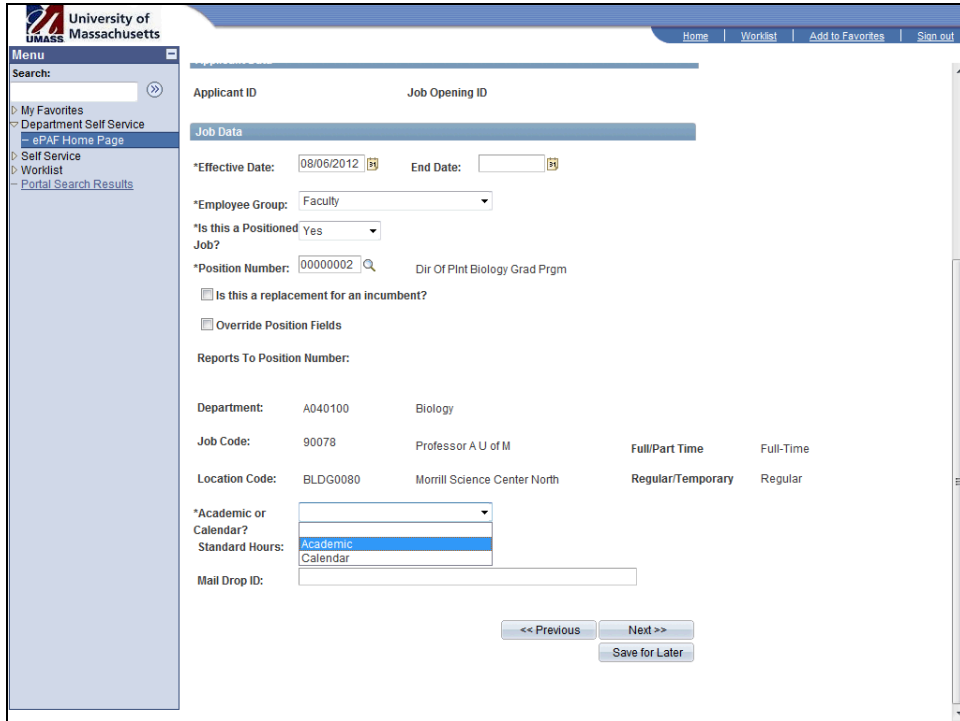 University of
UMASS Massachusetts
Home | Worklist | Add to Favorites | Sign out
Menu
Search:
My Favorites
Department Self Service
– ePAF Home Page
Self Service
Worklist
– Portal Search Results
Applicant Data
Applicant ID Job Opening ID
Job Data
*Effective Date: 08/06/2012 31 End Date: 31
*Employee Group: Faculty
*Is this a Positioned Job? Yes
*Position Number: 00000002 Dir Of Plnt Biology Grad Prgm
Is this a replacement for an incumbent?
Override Position Fields
Reports To Position Number:
Department: A040100 Biology
Job Code: 90078 Professor A U of M Full/Part Time Full-Time
Location Code: BLDG0080 Morrill Science Center North Regular/Temporary Regular
*Academic or
Calendar?
Standard Hours: Academic
Calendar
Mail Drop ID:
<< Previous Next >>
Save for Later